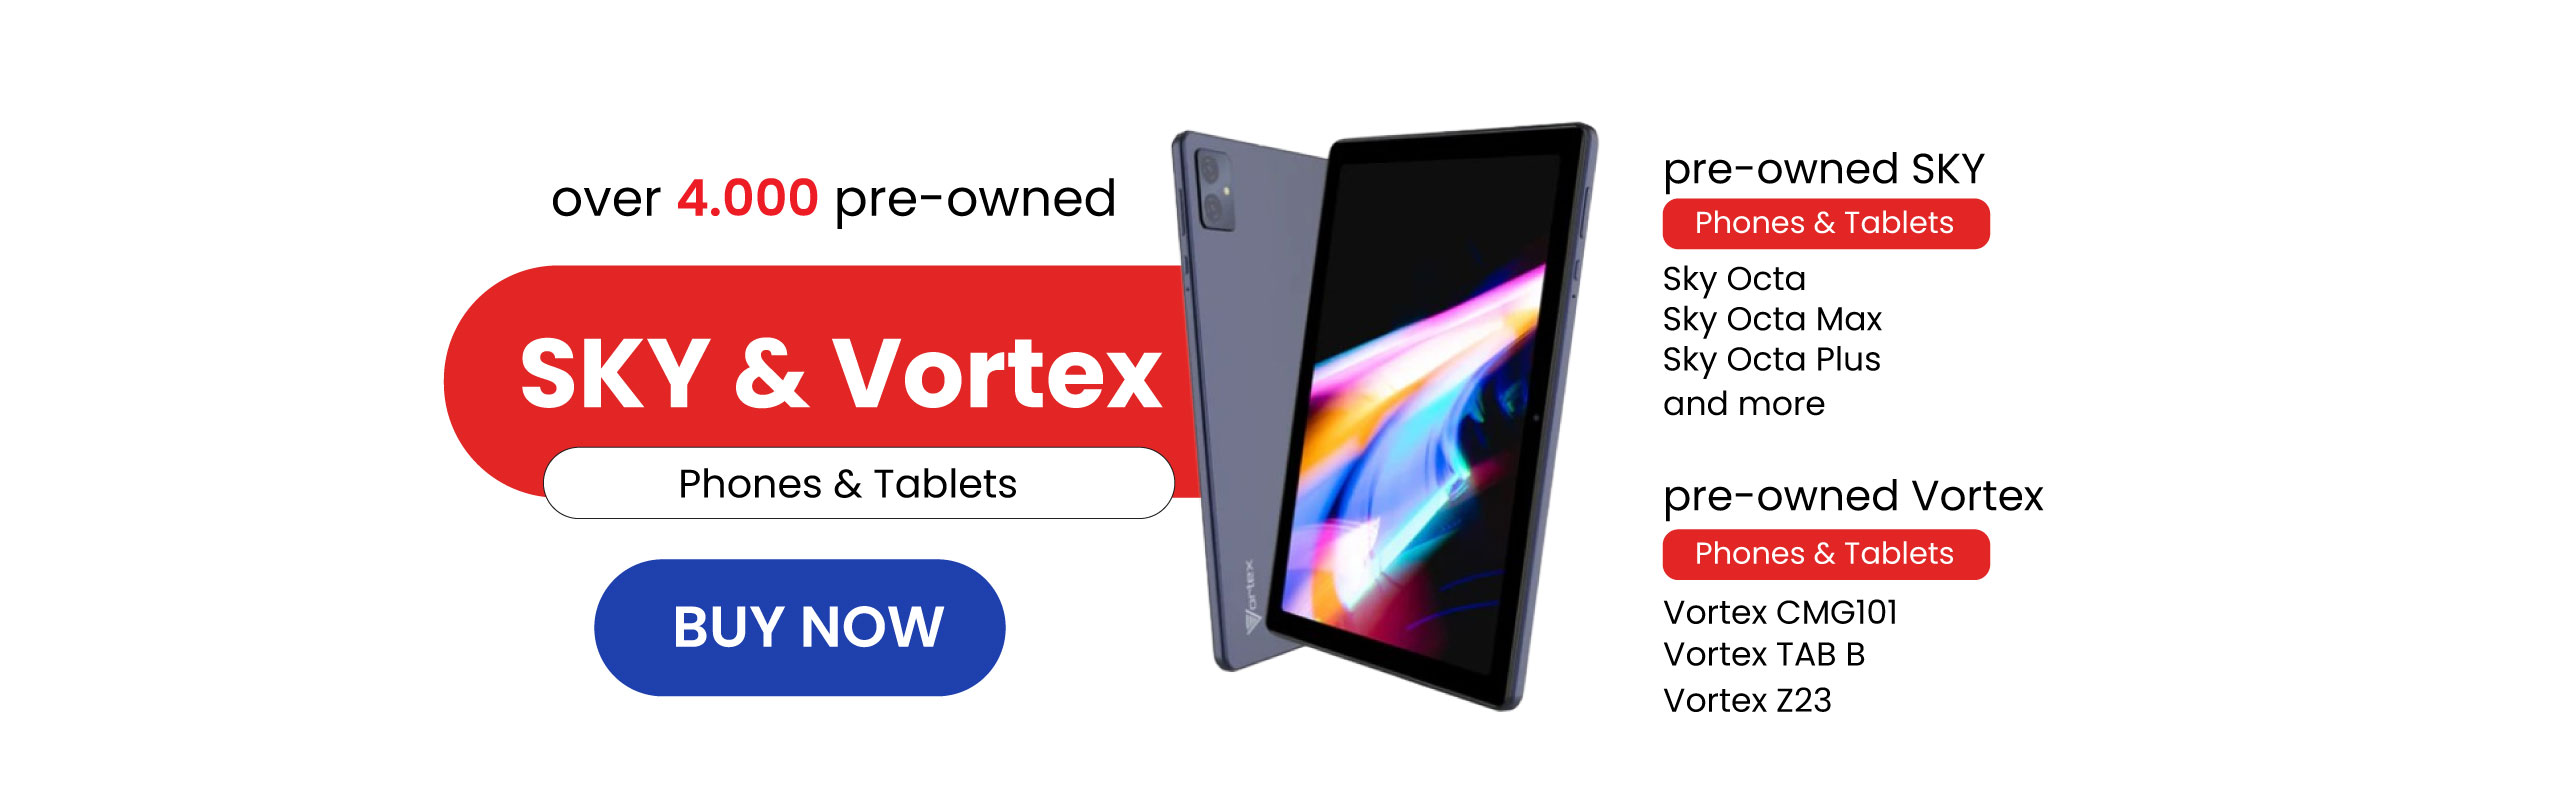 over 4.000 pre-owned
SKY & Vortex
Phones & Tablets
BUY NOW
Vortex
pre-owned SKY
Phones & Tablets
Sky Octa
Sky Octa Max
Sky Octa Plus
and more
pre-owned Vortex
Phones & Tablets
Vortex CMG101
Vortex TAB B
Vortex Z23